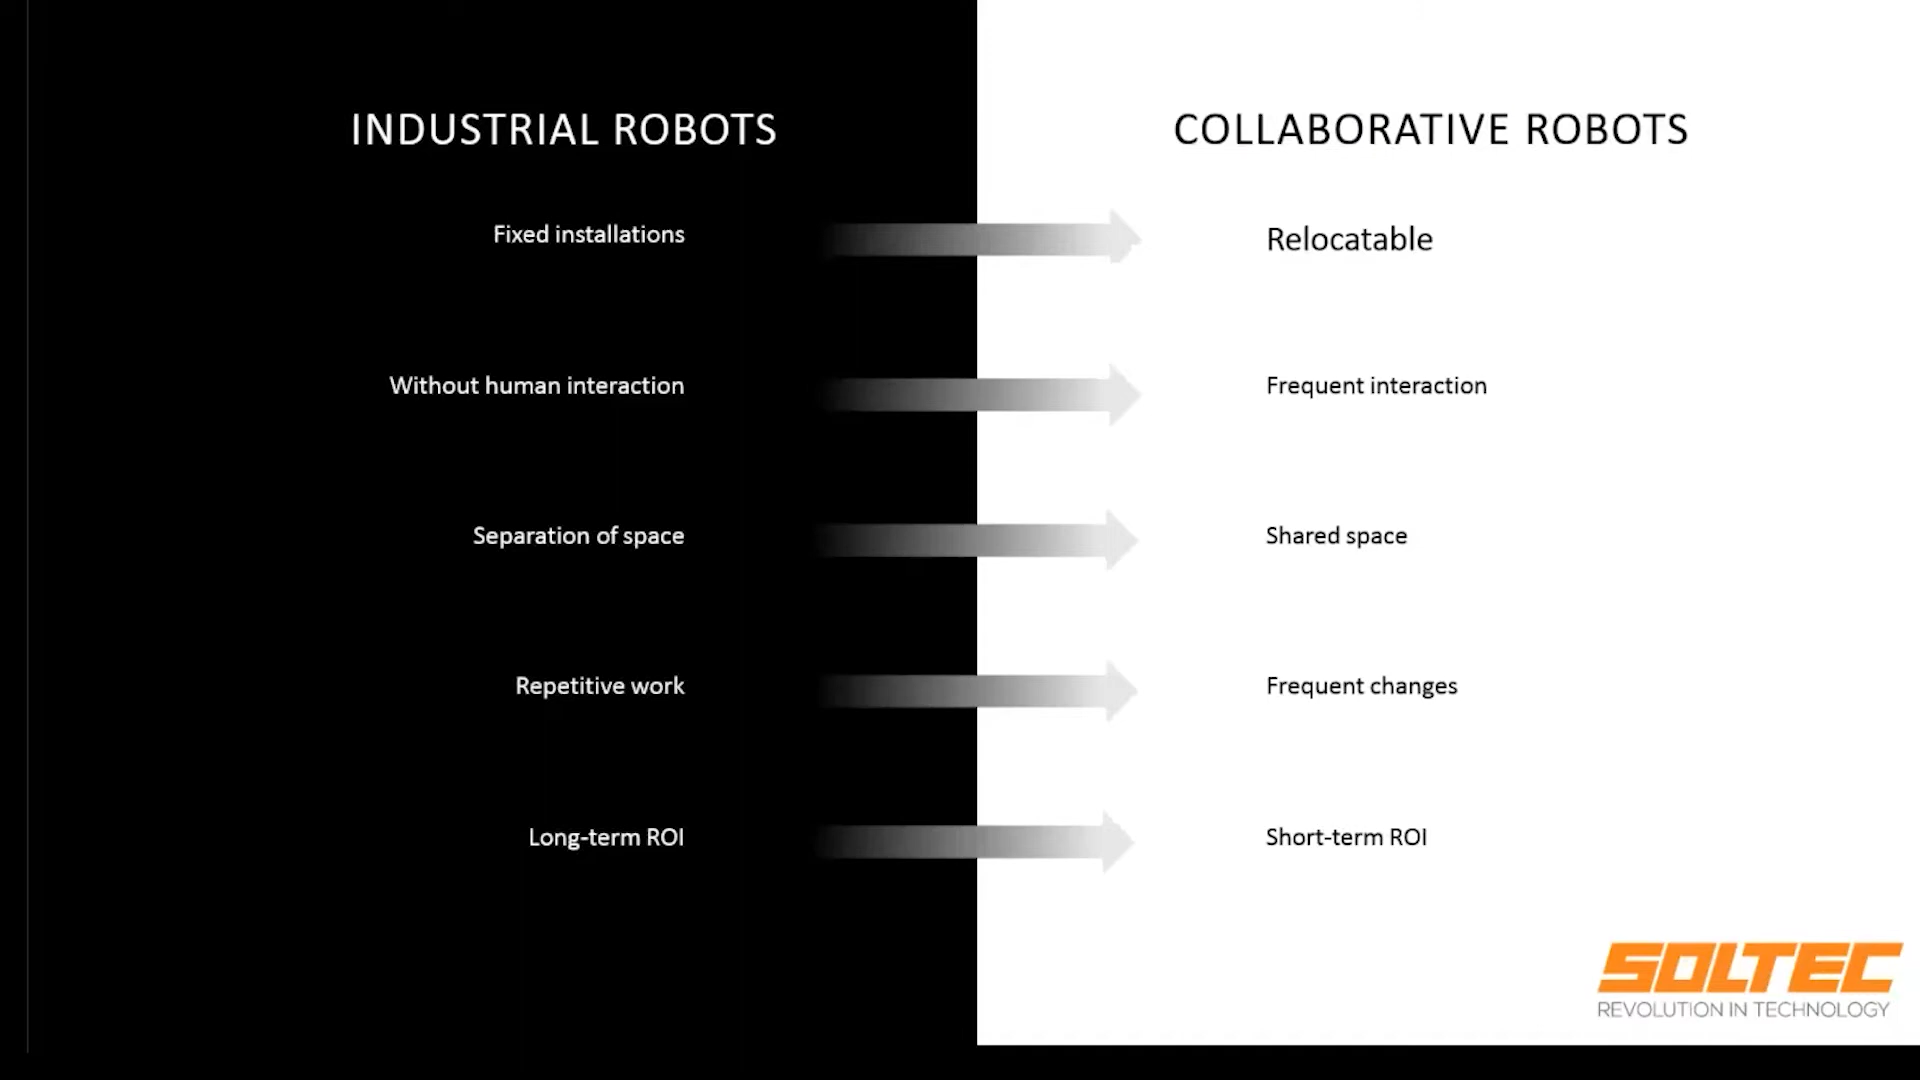 INDUSTRIAL ROBOTS
COLLABORATIVE ROBOTS
Fixed installations
Relocatable
Without human interaction
Frequent interaction
Separation of space
Shared space
Repetitive work
Frequent changes
Long-term ROI
Short-term ROI
SOLTEC
REVOLUTION IN TECHNOLOGY